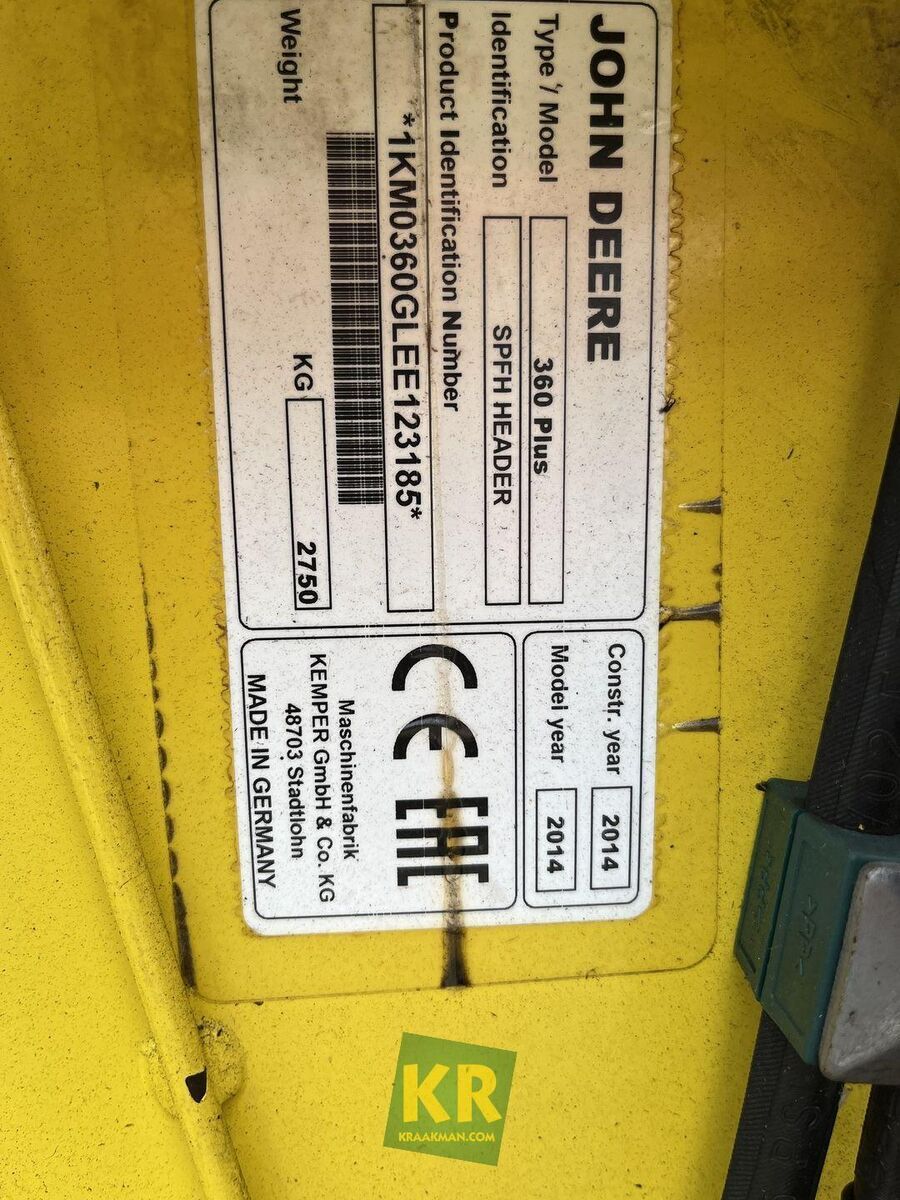 JOHN DEERE
Type / Model 360 Plus
Identification SPFH HEADER
Product Identification Number
*1KM0360GLEE123185*
Weight KG 2750
Constr. year 2014
Model year 2014
CE EAC
Maschinenfabrik
KEMPER GmbH & Co. KG
48703 Stadtlohn
MADE IN GERMANY
KR
KRAAKMAN.COM